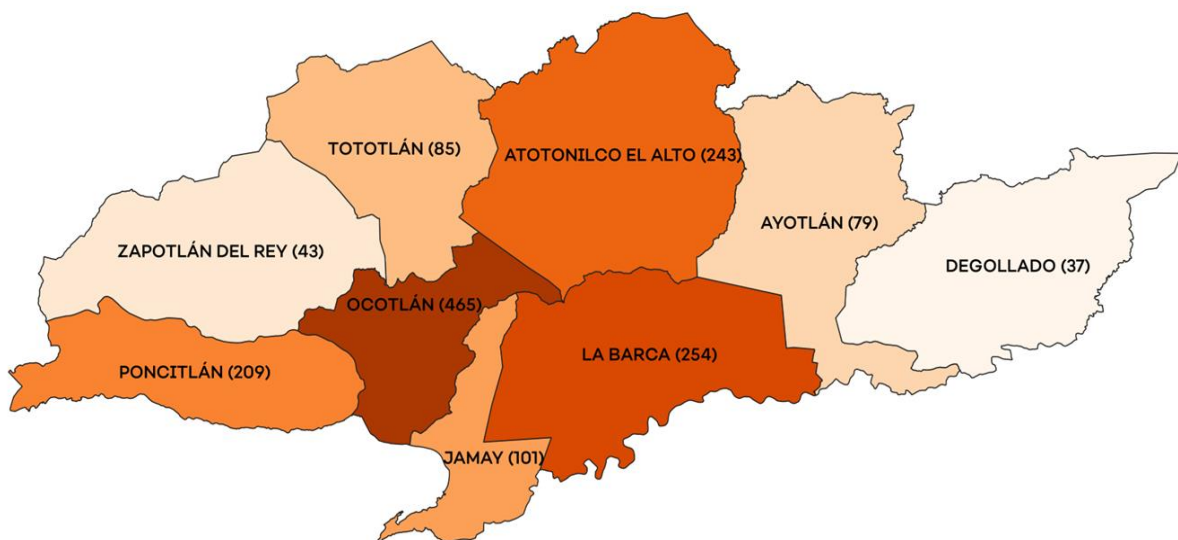 TOTOTLÁN (85)
ATOTONILCO EL ALTO (243)
AYOTLÁN (79)
ZAPOTLÁN DEL REY (43)
DEGOLLADO (37)
OCOTLÁN (465)
LA BARCA (254)
PONCITLÁN (209)
JAMAY (101)